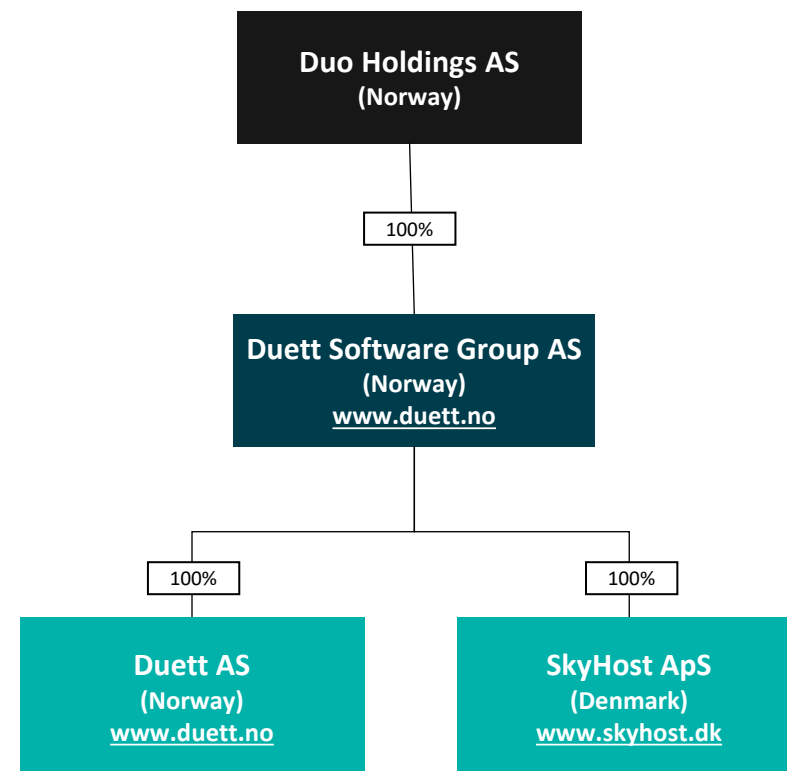 Duo Holdings AS
(Norway)
100%
Duett Software Group AS
(Norway)
www.duett.no
100%
100%
Duett AS
(Norway)
www.duett.no
SkyHost ApS
(Denmark)
www.skyhost.dk